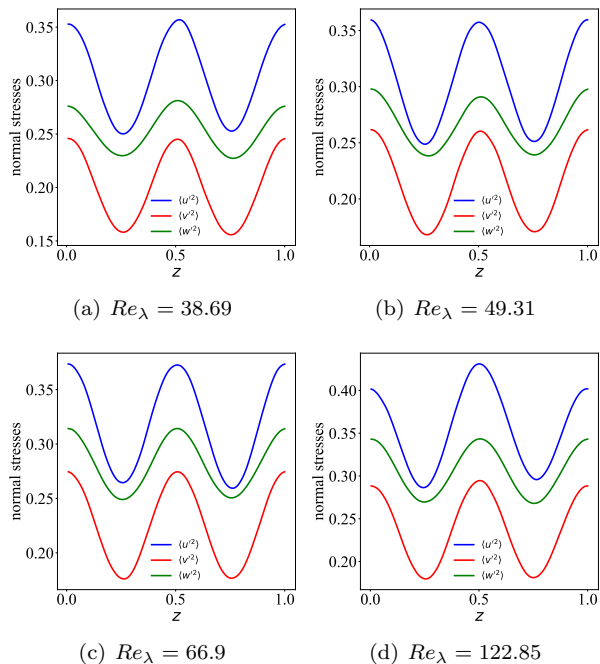 0.35
0.30
0.25
0.20
0.15
normal stresses
⟨u′²⟩
⟨v′²⟩
⟨w′²⟩
0.0 0.5 1.0
z
(a) Re_λ = 38.69
0.35
0.30
0.25
0.20
normal stresses
⟨u′²⟩
⟨v′²⟩
⟨w′²⟩
0.0 0.5 1.0
z
(b) Re_λ = 49.31
0.35
0.30
0.25
0.20
normal stresses
⟨u′²⟩
⟨v′²⟩
⟨w′²⟩
0.0 0.5 1.0
z
(c) Re_λ = 66.9
0.40
0.35
0.30
0.25
0.20
normal stresses
⟨u′²⟩
⟨v′²⟩
⟨w′²⟩
0.0 0.5 1.0
z
(d) Re_λ = 122.85